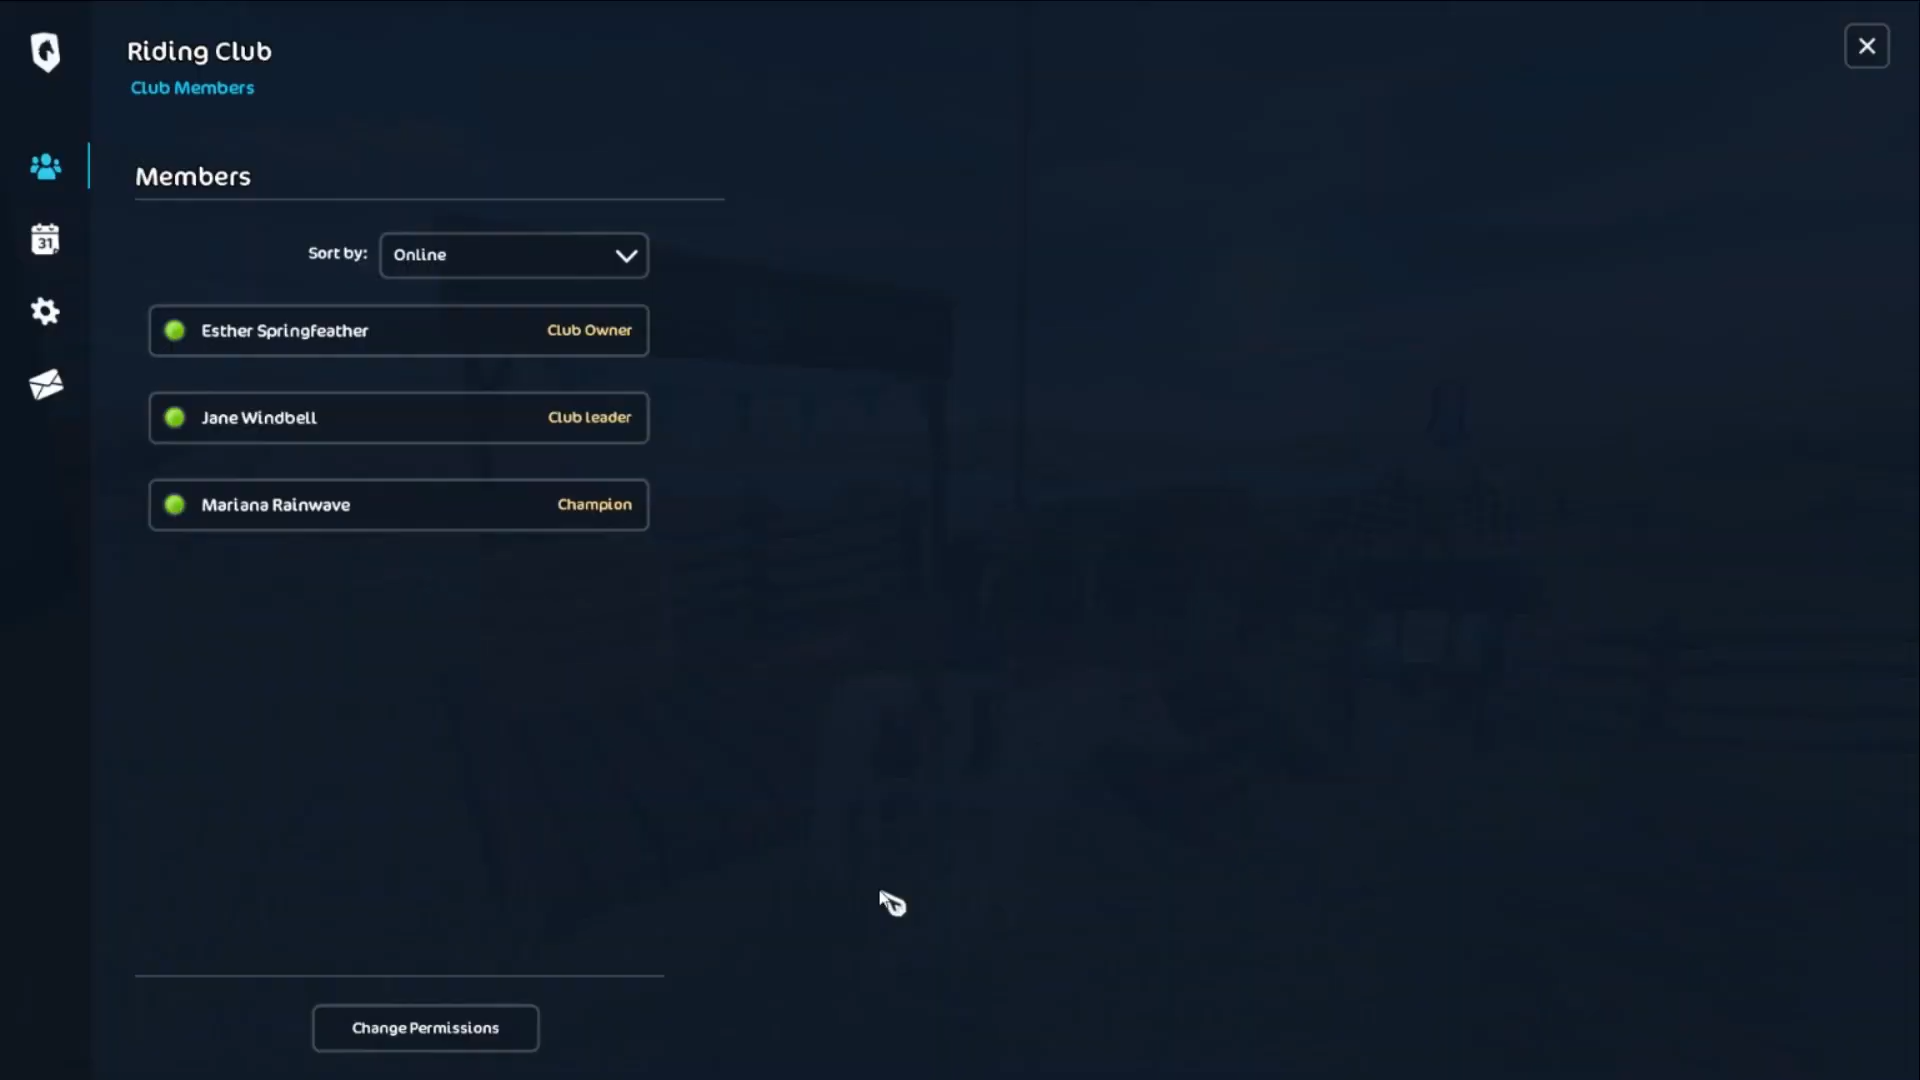 Riding Club
Club Members
31
Members
Sort by: Online
Esther Springfeather Club Owner
Jane Windbell Club leader
Mariana Rainwave Champion
Change Permissions